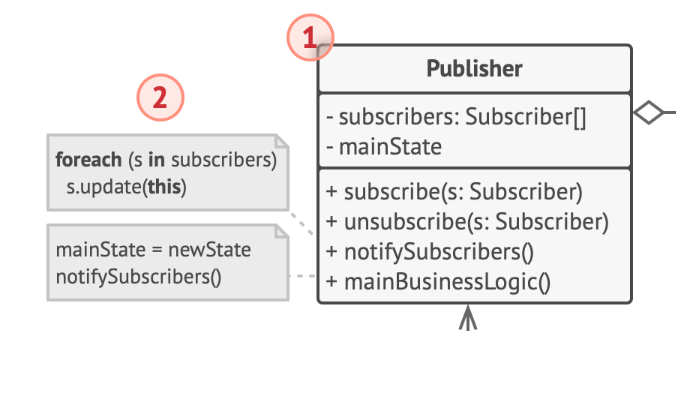 1
Publisher
2
- subscribers: Subscriber[]
- mainState
foreach (s in subscribers)
s.update(this)
+ subscribe(s: Subscriber)
+ unsubscribe(s: Subscriber)
+ notifySubscribers()
+ mainBusinessLogic()
mainState = newState
notifySubscribers()